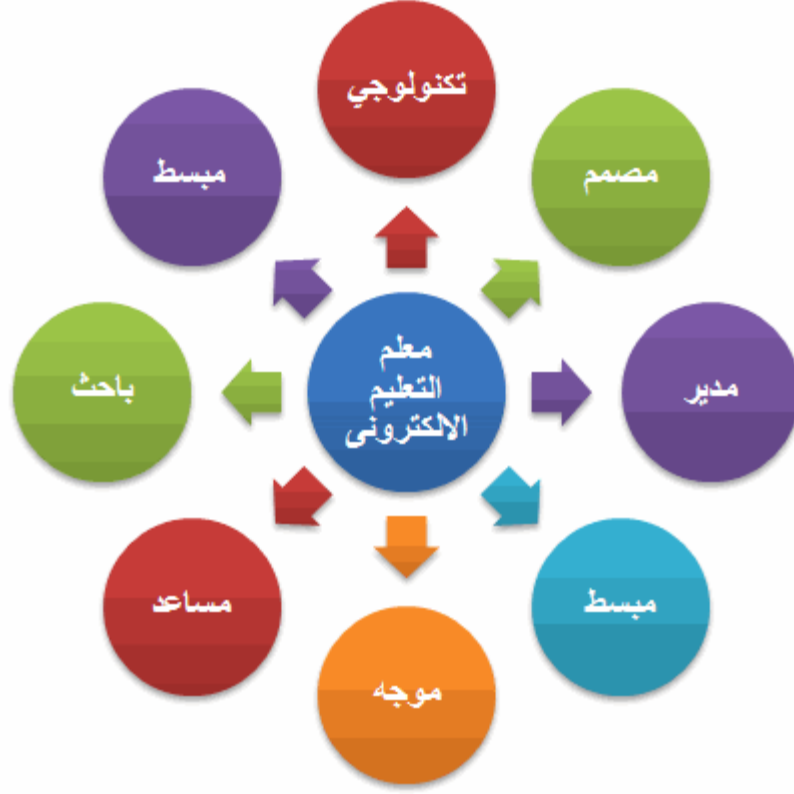 تكنولوجي
مصمم
مبسط
مدير
معلم
التعليم
الالكترونى
باحث
مبسط
مساعد
موجه